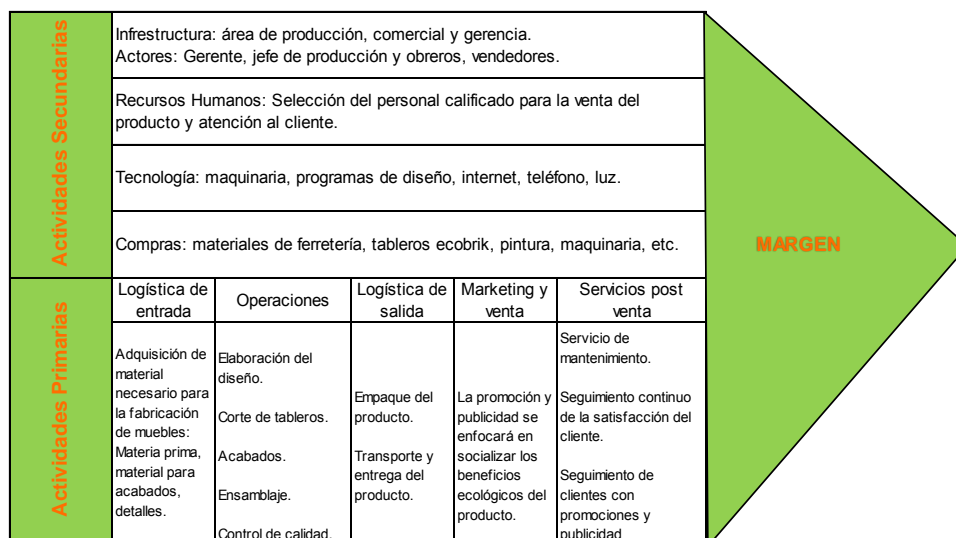 Actividades Secundarias
Infrestructura: área de producción, comercial y gerencia.
Actores: Gerente, jefe de producción y obreros, vendedores.
Recursos Humanos: Selección del personal calificado para la venta del
producto y atención al cliente.
Tecnología: maquinaria, programas de diseño, internet, teléfono, luz.
Compras: materiales de ferretería, tableros ecobrik, pintura, maquinaria, etc.
MARGEN
Actividades Primarias
Logística de
entrada
Operaciones
Logística de
salida
Marketing y
venta
Servicios post
venta
Adquisición de
material
necesario para
la fabricación
de muebles:
Materia prima,
material para
acabados,
detalles.
Elaboración del
diseño.
Corte de tableros.
Acabados.
Ensamblaje.
Control de calidad.
Empaque del
producto.
Transporte y
entrega del
producto.
La promoción y
publicidad se
enfocará en
socializar los
beneficios
ecológicos del
producto.
Servicio de
mantenimiento.
Seguimiento continuo
de la satisfacción del
cliente.
Seguimiento de
clientes con
promociones y
publicidad